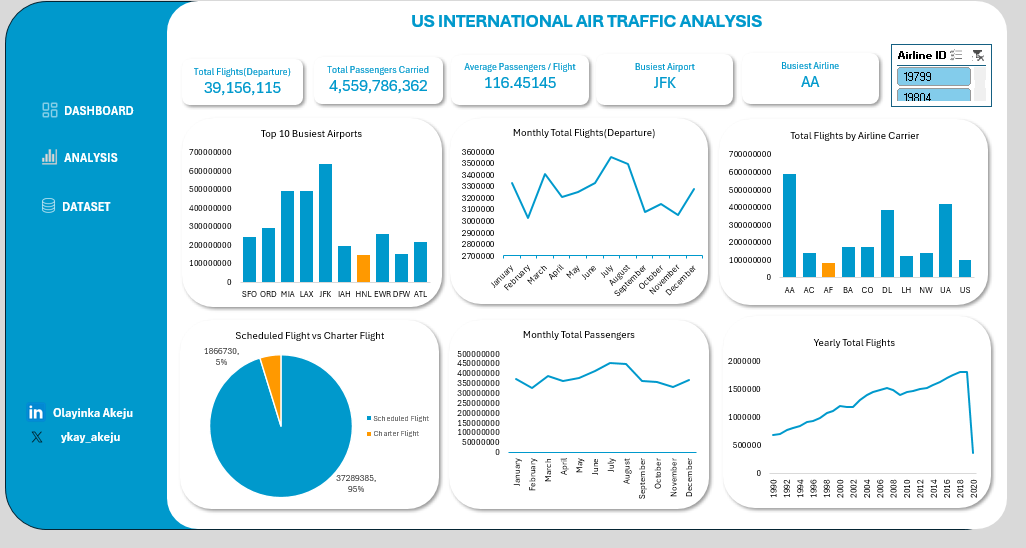 US INTERNATIONAL AIR TRAFFIC ANALYSIS
DASHBOARD
ANALYSIS
DATASET
Olayinka Akeju
ykay_akeju
Total Flights(Departure)
39,156,115
Total Passengers Carried
4,559,786,362
Average Passengers / Flight
116.45145
Busiest Airport
JFK
Busiest Airline
AA
Airline ID
19799
19804
Top 10 Busiest Airports
700000000
600000000
500000000
400000000
300000000
200000000
100000000
0
SFO ORD MIA LAX JFK IAH HNL EWR DFW ATL
Monthly Total Flights(Departure)
3600000
3500000
3400000
3300000
3200000
3100000
3000000
2900000
2800000
2700000
January
February
March
April
May
June
July
August
September
October
November
December
Total Flights by Airline Carrier
700000000
600000000
500000000
400000000
300000000
200000000
100000000
0
AA AC AF BA CO DL LH NW UA US
Scheduled Flight vs Charter Flight
1866730,
5%
Scheduled Flight
Charter Flight
37289385,
95%
Monthly Total Passengers
500000000
450000000
400000000
350000000
300000000
250000000
200000000
150000000
100000000
50000000
0
January
February
March
April
May
June
July
August
September
October
November
December
Yearly Total Flights
2000000
1500000
1000000
500000
0
1990
1992
1994
1996
1998
2000
2002
2004
2006
2008
2010
2012
2014
2016
2018
2020